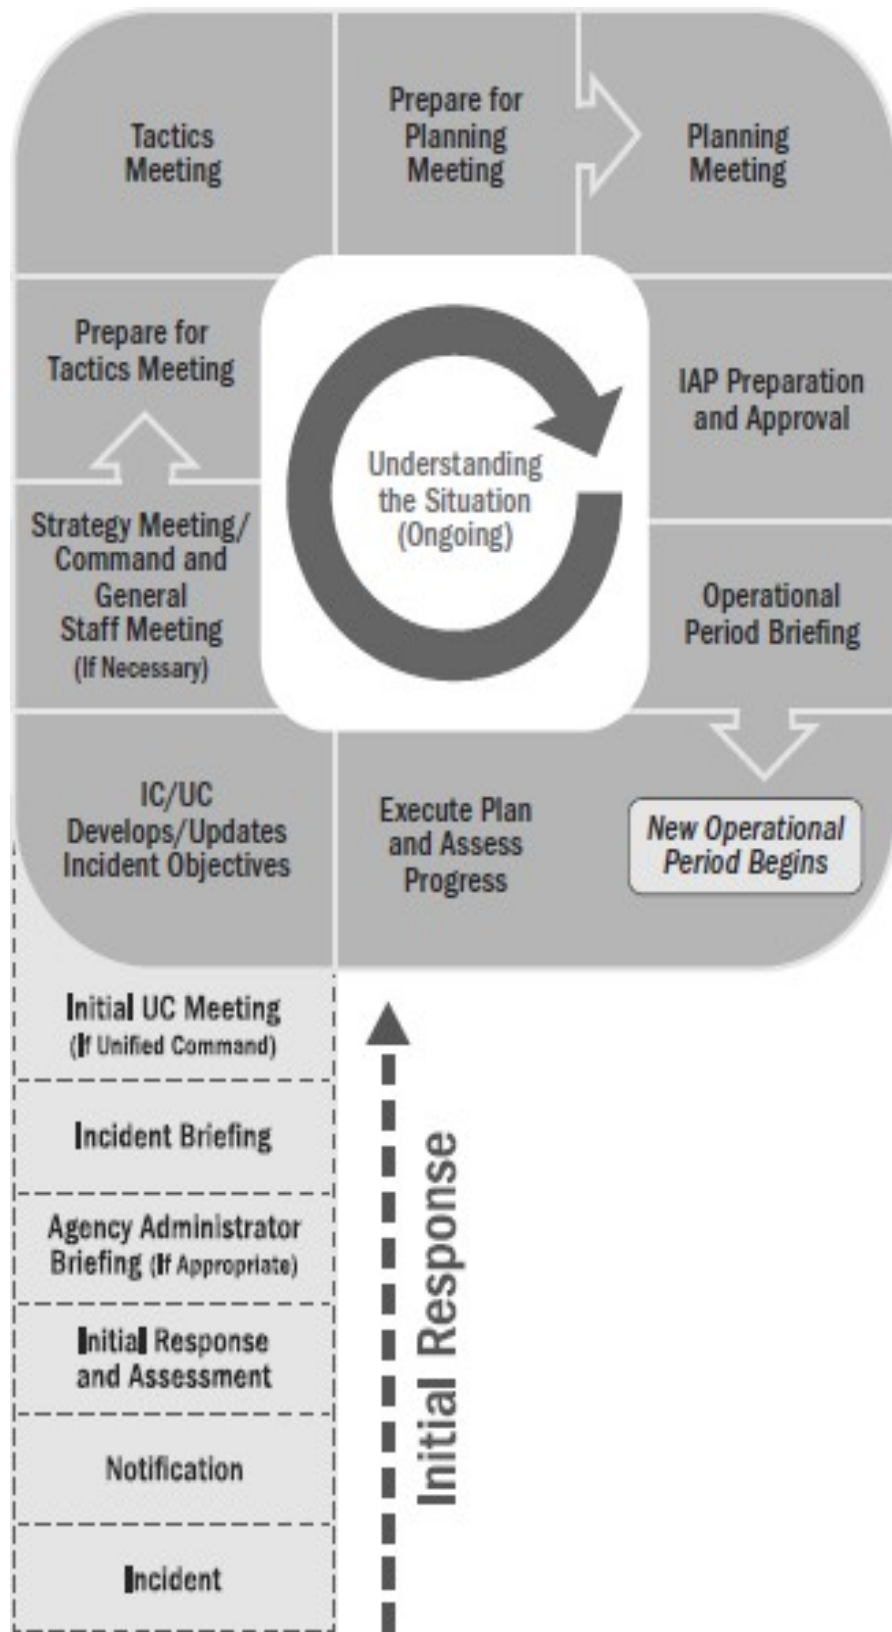 Tactics
Meeting
Prepare for
Planning
Meeting
Planning
Meeting
Prepare for
Tactics Meeting
IAP Preparation
and Approval
Understanding
the Situation
(Ongoing)
Strategy Meeting/
Command and
General
Staff Meeting
(If Necessary)
Operational
Period Briefing
IC/UC
Develops/Updates
Incident Objectives
Execute Plan
and Assess
Progress
New Operational
Period Begins
Initial UC Meeting
(If Unified Command)
Incident Briefing
Agency Administrator
Briefing (If Appropriate)
Initial Response
and Assessment
Notification
Incident
Initial Response